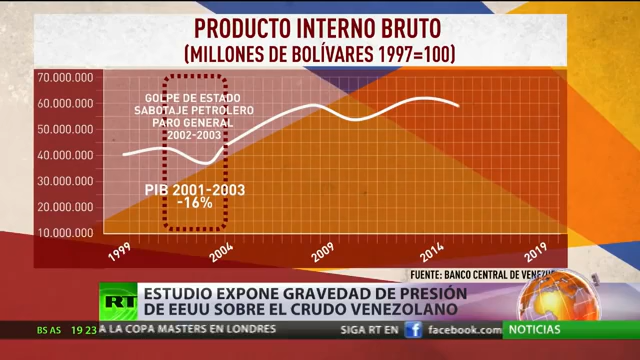 PRODUCTO INTERNO BRUTO
(MILLONES DE BOLÍVARES 1997=100)
70.000.000
60.000.000
50.000.000
40.000.000
30.000.000
20.000.000
10.000.000
GOLPE DE ESTADO
SABOTAJE PETROLERO
PARO GENERAL
2002-2003
PIB 2001-2003
-16%
1999
2004
2009
2014
2019
FUENTE: BANCO CENTRAL DE
RT
ESTUDIO EXPONE GRAVEDAD DE PRESIÓN
DE EEUU SOBRE EL CRUDO VENEZOLANO
BS AS 19 23 A LA COPA MASTERS EN LONDRES SIGA RT EN f facebook.com/ NOTICIAS